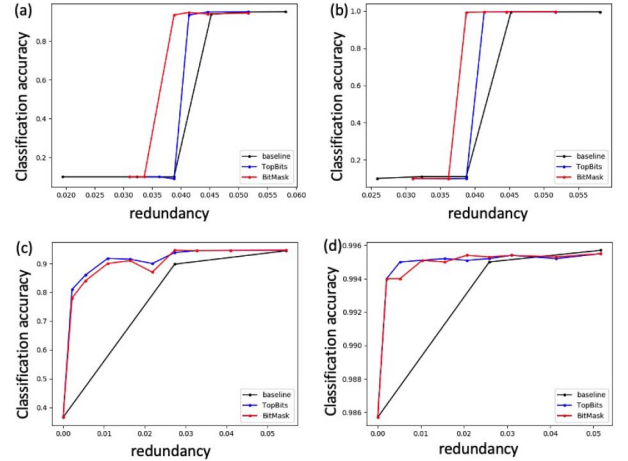 (a)
Classification accuracy
0.8
0.6
0.4
0.2
0.020 0.025 0.030 0.035 0.040 0.045 0.050 0.055 0.060
redundancy
baseline
TopBits
BitMask
(b)
Classification accuracy
1.0
0.8
0.6
0.4
0.2
0.025 0.030 0.035 0.040 0.045 0.050 0.055
redundancy
baseline
TopBits
BitMask
(c)
Classification accuracy
0.9
0.8
0.7
0.6
0.5
0.4
0.00 0.01 0.02 0.03 0.04 0.05
redundancy
baseline
TopBits
BitMask
(d)
Classification accuracy
0.996
0.994
0.992
0.990
0.988
0.986
0.00 0.01 0.02 0.03 0.04 0.05
redundancy
baseline
TopBits
BitMask